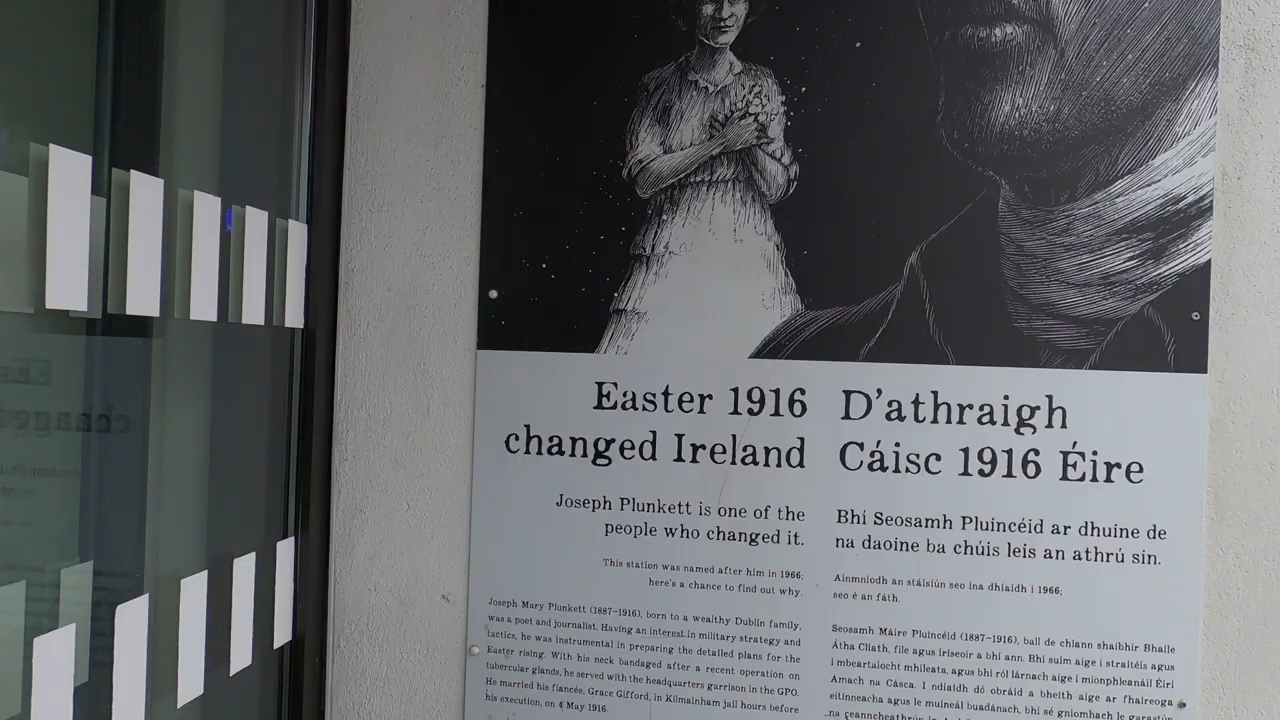 Easter 1916
changed Ireland
Joseph Plunkett is one of the
people who changed it.
This station was named after him in 1966;
here's a chance to find out why.
Joseph Mary Plunkett (1887–1916), born to a wealthy Dublin family,
was a poet and journalist. Having an interest in military strategy and
tactics, he was instrumental in preparing the detailed plans for the
Easter rising. With his neck bandaged after a recent operation on
tubercular glands, he served with the headquarters garrison in the GPO.
He married his fiancée, Grace Gifford, in Kilmainham jail hours before
his execution, on 4 May 1916.
D'athraigh
Cáisc 1916 Éire
Bhí Seosamh Pluincéid ar dhuine de
na daoine ba chúis leis an athrú sin.
Ainmníodh an stáisiún seo ina dhiaidh i 1966;
seo é an fáth.
Seosamh Máire Pluincéid (1887–1916), ball de chlann shaibhir Bhaile
Átha Cliath, file agus iriseoir a bhí ann. Bhí suim aige i straitéis agus
i mbeartaíocht mhíleata, agus bhí ról lárnach aige i mionphleanáil Éirí
Amach na Cásca. I ndiaidh dó obráid a bheith aige ar fhaireoga
eitinneacha agus le muineál buadánach, bhí sé gníomhach le garastún
na ceanncheathrún